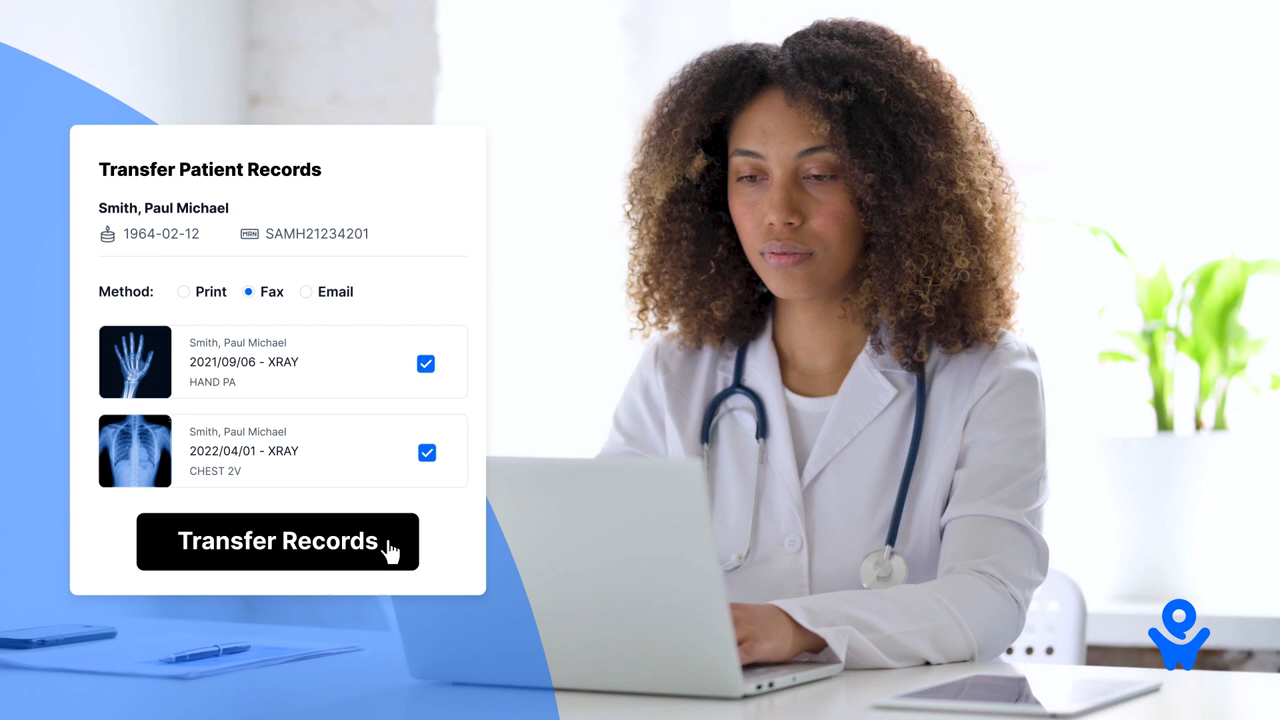 Transfer Patient Records
Smith, Paul Michael
1964-02-12 MRN SAMH21234201
Method: Print Fax Email
Smith, Paul Michael
2021/09/06 - XRAY
HAND PA
Smith, Paul Michael
2022/04/01 - XRAY
CHEST 2V
Transfer Records